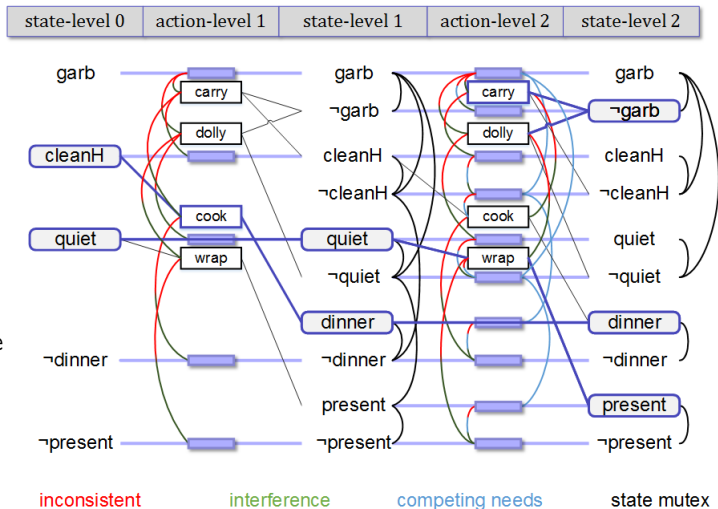 state-level 0 action-level 1 state-level 1 action-level 2 state-level 2
garb garb garb
carry carry
¬garb ¬garb
dolly dolly
cleanH cleanH cleanH
¬cleanH ¬cleanH
cook cook
quiet quiet quiet
wrap wrap
¬quiet ¬quiet
dinner dinner
e
¬dinner ¬dinner ¬dinner
present present
¬present ¬present ¬present
inconsistent interference competing needs state mutex